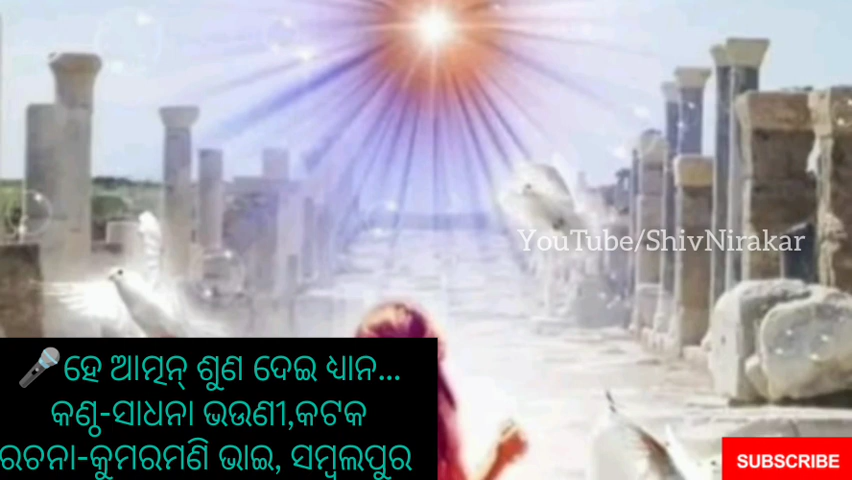 YouTube/ShivNirakar
🎤ହେ ଆତ୍ମନ୍ ଶୁଣ ଦେଇ ଧ୍ୟାନ...
କଣ୍ଠ-ସାଧନା ଭଉଣୀ,କଟକ
ରଚନା-କୁମରମଣି ଭାଇ, ସମ୍ବଲପୁର
SUBSCRIBE